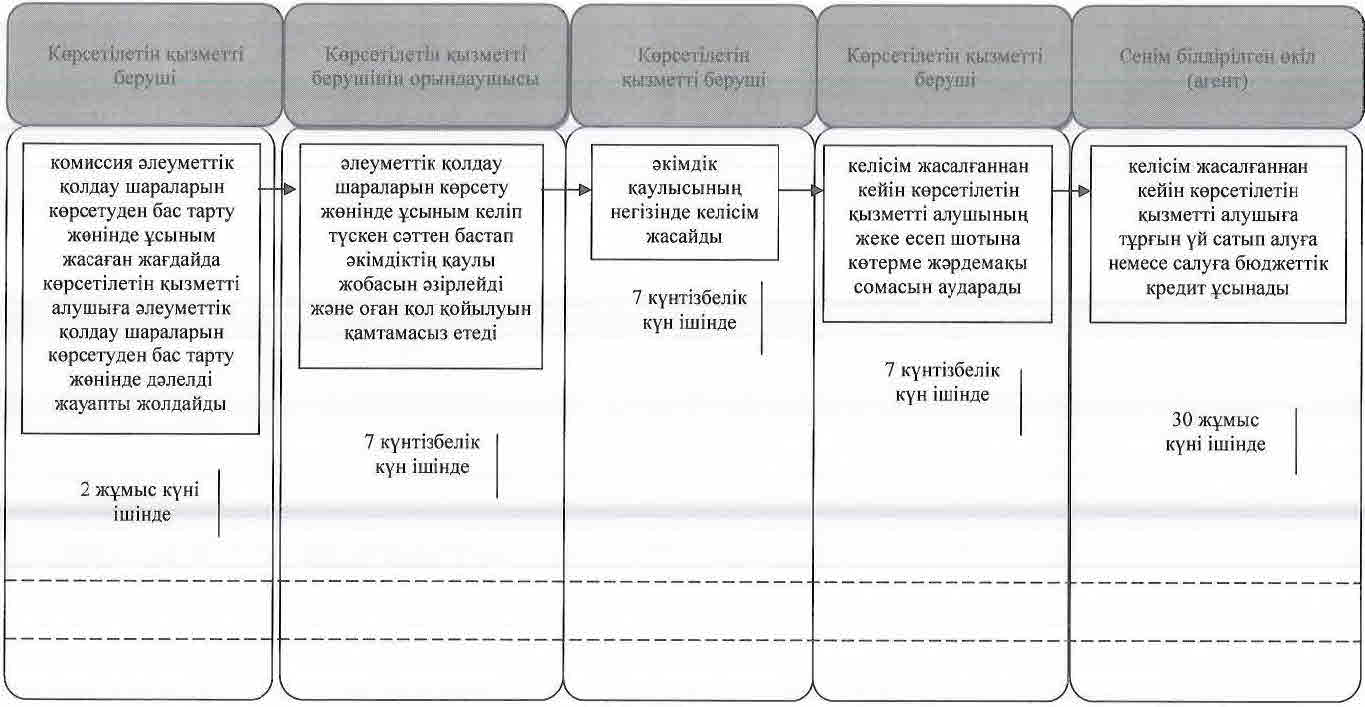 Көрсетілетін қызметті
беруші
Көрсетілетін қызметті
берушінің орындаушысы
Көрсетілетін
қызметті беруші
Көрсетілетін қызметті
беруші
Сенім білдірілген өкіл
(агент)
комиссия әлеуметтік
қолдау шараларын
көрсетуден бас тарту
жөнінде ұсыным
жасаған жағдайда
көрсетілетін қызметті
алушыға әлеуметтік
қолдау шараларын
көрсетуден бас тарту
жөнінде дәлелді
жауапты жолдайды
2 жұмыс күні
ішінде
әлеуметтік қолдау
шараларын көрсету
жөнінде ұсыным келіп
түскен сәттен бастап
әкімдіктің қаулы
жобасын әзірлейді
және оған қол қойылуын
қамтамасыз етеді
7 күнтізбелік
күн ішінде
әкімдік
қаулысының
негізінде келісім
жасайды
7 күнтізбелік
күн ішінде
келісім жасалғаннан
кейін көрсетілетін
қызметті алушының
жеке есеп шотына
көтерме жәрдемақы
сомасын аударады
7 күнтізбелік
күн ішінде
келісім жасалғаннан
кейін көрсетілетін
қызметті алушыға
тұрғын үй сатып алуға
немесе салуға бюджеттік
кредит ұсынады
30 жұмыс
күні ішінде